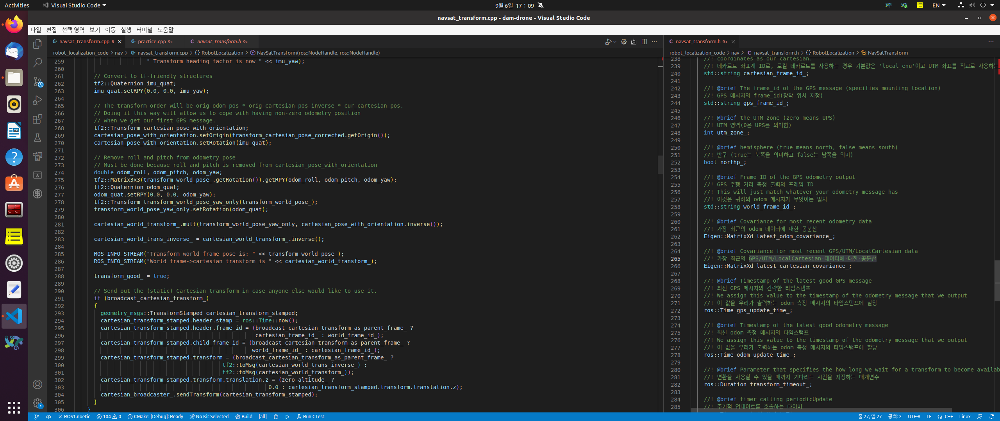 Activities
Visual Studio Code
9월 6일 17 : 09
EN
navsat_transform.cpp - dam-drone - Visual Studio Code
파일 편집 선택 영역 보기 이동 실행 터미널 도움말
navsat_transform.cpp 8
practice.cpp 9+
navsat_transform.h 9+
robot_localization_code > nav > navsat_transform.cpp > {} RobotLocalization > NavSatTransform(ros::NodeHandle, ros::NodeHandle)
259 " Transform heading factor is now " << imu_yaw);
260
261 // Convert to tf-friendly structures
262 tf2::Quaternion imu_quat;
263 imu_quat.setRPY(0.0, 0.0, imu_yaw);
264
265 // The transform order will be orig_odom_pos * orig_cartesian_pos_inverse * cur_cartesian_pos.
266 // Doing it this way will allow us to cope with having non-zero odometry position
267 // when we get our first GPS message.
268 tf2::Transform cartesian_pose_with_orientation;
269 cartesian_pose_with_orientation.setOrigin(transform_cartesian_pose_corrected.getOrigin());
270 cartesian_pose_with_orientation.setRotation(imu_quat);
271
272 // Remove roll and pitch from odometry pose
273 // Must be done because roll and pitch is removed from cartesian_pose_with_orientation
274 double odom_roll, odom_pitch, odom_yaw;
275 tf2::Matrix3x3(transform_world_pose_.getRotation()).getRPY(odom_roll, odom_pitch, odom_yaw);
276 tf2::Quaternion odom_quat;
277 odom_quat.setRPY(0.0, 0.0, odom_yaw);
278 tf2::Transform transform_world_pose_yaw_only(transform_world_pose_);
279 transform_world_pose_yaw_only.setRotation(odom_quat);
280
281 cartesian_world_transform_.mult(transform_world_pose_yaw_only, cartesian_pose_with_orientation.inverse());
282
283 cartesian_world_trans_inverse_ = cartesian_world_transform_.inverse();
284
285 ROS_INFO_STREAM("Transform world frame pose is: " << transform_world_pose_);
286 ROS_INFO_STREAM("World frame->cartesian transform is " << cartesian_world_transform_);
287
288 transform_good_ = true;
289
290 // Send out the (static) Cartesian transform in case anyone else would like to use it.
291 if (broadcast_cartesian_transform_)
292 {
293 geometry_msgs::TransformStamped cartesian_transform_stamped;
294 cartesian_transform_stamped.header.stamp = ros::Time::now();
295 cartesian_transform_stamped.header.frame_id = (broadcast_cartesian_transform_as_parent_frame_ ?
296 cartesian_frame_id_ : world_frame_id_);
297 cartesian_transform_stamped.child_frame_id = (broadcast_cartesian_transform_as_parent_frame_ ?
298 world_frame_id_ : cartesian_frame_id_);
299 cartesian_transform_stamped.transform = (broadcast_cartesian_transform_as_parent_frame_ ?
300 tf2::toMsg(cartesian_world_trans_inverse_) :
301 tf2::toMsg(cartesian_world_transform_));
302 cartesian_transform_stamped.transform.translation.z = (zero_altitude_ ?
303 0.0 : cartesian_transform_stamped.transform.translation.z);
304 cartesian_broadcaster_.sendTransform(cartesian_transform_stamped);
305 }
306 }
navsat_transform.h 9+
robot_localization_code > nav > navsat_transform.h > {} RobotLocalization > NavSatTransform
238 //! coordinates as our cartesian.
239 //! 데카르트 좌표계 ID로, 로컬 데카르트를 사용하는 경우 기본값은 'local_enu'이고 UTM 좌표를 직교로 사용하는
240 std::string cartesian_frame_id_;
241
242 //! @brief The frame_id of the GPS message (specifies mounting location)
243 //! GPS 메시지의 frame_id(장착 위치 지정)
244 std::string gps_frame_id_;
245
246 //! @brief the UTM zone (zero means UPS)
247 //! UTM 영역(0은 UPS를 의미함)
248 int utm_zone_;
249
250 //! @brief hemisphere (true means north, false means south)
251 //! 반구 (true는 북쪽을 의미하고 false는 남쪽을 의미)
252 bool northp_;
253
254 //! @brief Frame ID of the GPS odometry output
255 //! GPS 주행 거리 측정 출력의 프레임 ID
256 //! This will just match whatever your odometry message has
257 //! 이것은 귀하의 odom 메시지가 무엇이든 일치
258 std::string world_frame_id_;
259
260 //! @brief Covariance for most recent odometry data
261 //! 가장 최근의 odom 데이터에 대한 공분산
262 Eigen::MatrixXd latest_odom_covariance_;
263
264 //! @brief Covariance for most recent GPS/UTM/LocalCartesian data
265 //! 가장 최근의 GPS/UTM/LocalCartesian 데이터에 대한 공분산
266 Eigen::MatrixXd latest_cartesian_covariance_;
267
268 //! @brief Timestamp of the latest good GPS message
269 //! 최신 GPS 메시지의 간략한 타임스탬프
270 //! We assign this value to the timestamp of the odometry message that we output
271 //! 이 값을 우리가 출력하는 odom 측정 메시지의 타임스탬프에 할당
272 ros::Time gps_update_time_;
273
274 //! @brief Timestamp of the latest good odometry message
275 //! 최신 odom 측정 메시지의 타임스탬프
276 //! We assign this value to the timestamp of the odometry message that we output
277 //! 이 값을 우리가 출력하는 odom 측정 메시지의 타임스탬프에 할당
278 ros::Time odom_update_time_;
279
280 //! @brief Parameter that specifies the how long we wait for a transform to become availab
281 //! 변환을 사용할 수 있을 때까지 기다리는 시간을 지정하는 매개변수
282 ros::Duration transform_timeout_;
283
284 //! @brief timer calling periodicUpdate
285 //! 주기적 업데이트를 호출하는 타이머
ROS1.noetic 104 0 CMake: [Debug]: Ready No Kit Selected Build [all] Run CTest
줄 27, 열 27 공백: 2 UTF-8 LF C++ Linux